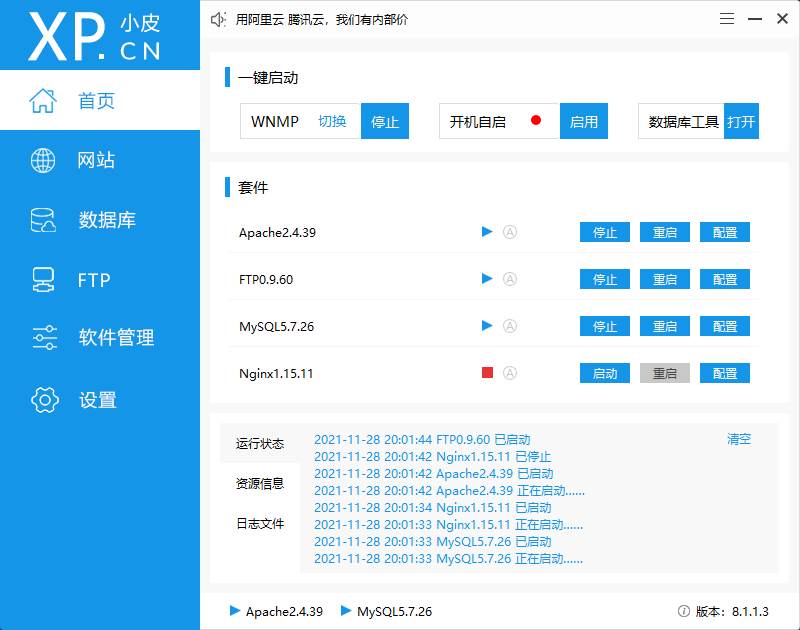 XP.CN 小皮
用阿里云 腾讯云，我们有内部价
首页
网站
数据库
FTP
软件管理
设置
一键启动
WNMP 切换 停止 开机自启 启用 数据库工具 打开
套件
Apache2.4.39 A 停止 重启 配置
FTP0.9.60 A 停止 重启 配置
MySQL5.7.26 A 停止 重启 配置
Nginx1.15.11 A 启动 重启 配置
运行状态
资源信息
日志文件
清空
2021-11-28 20:01:44 FTP0.9.60 已启动
2021-11-28 20:01:42 Nginx1.15.11 已停止
2021-11-28 20:01:42 Apache2.4.39 已启动
2021-11-28 20:01:42 Apache2.4.39 正在启动......
2021-11-28 20:01:34 Nginx1.15.11 已启动
2021-11-28 20:01:33 Nginx1.15.11 正在启动......
2021-11-28 20:01:33 MySQL5.7.26 已启动
2021-11-28 20:01:33 MySQL5.7.26 正在启动......
Apache2.4.39 MySQL5.7.26 版本：8.1.1.3